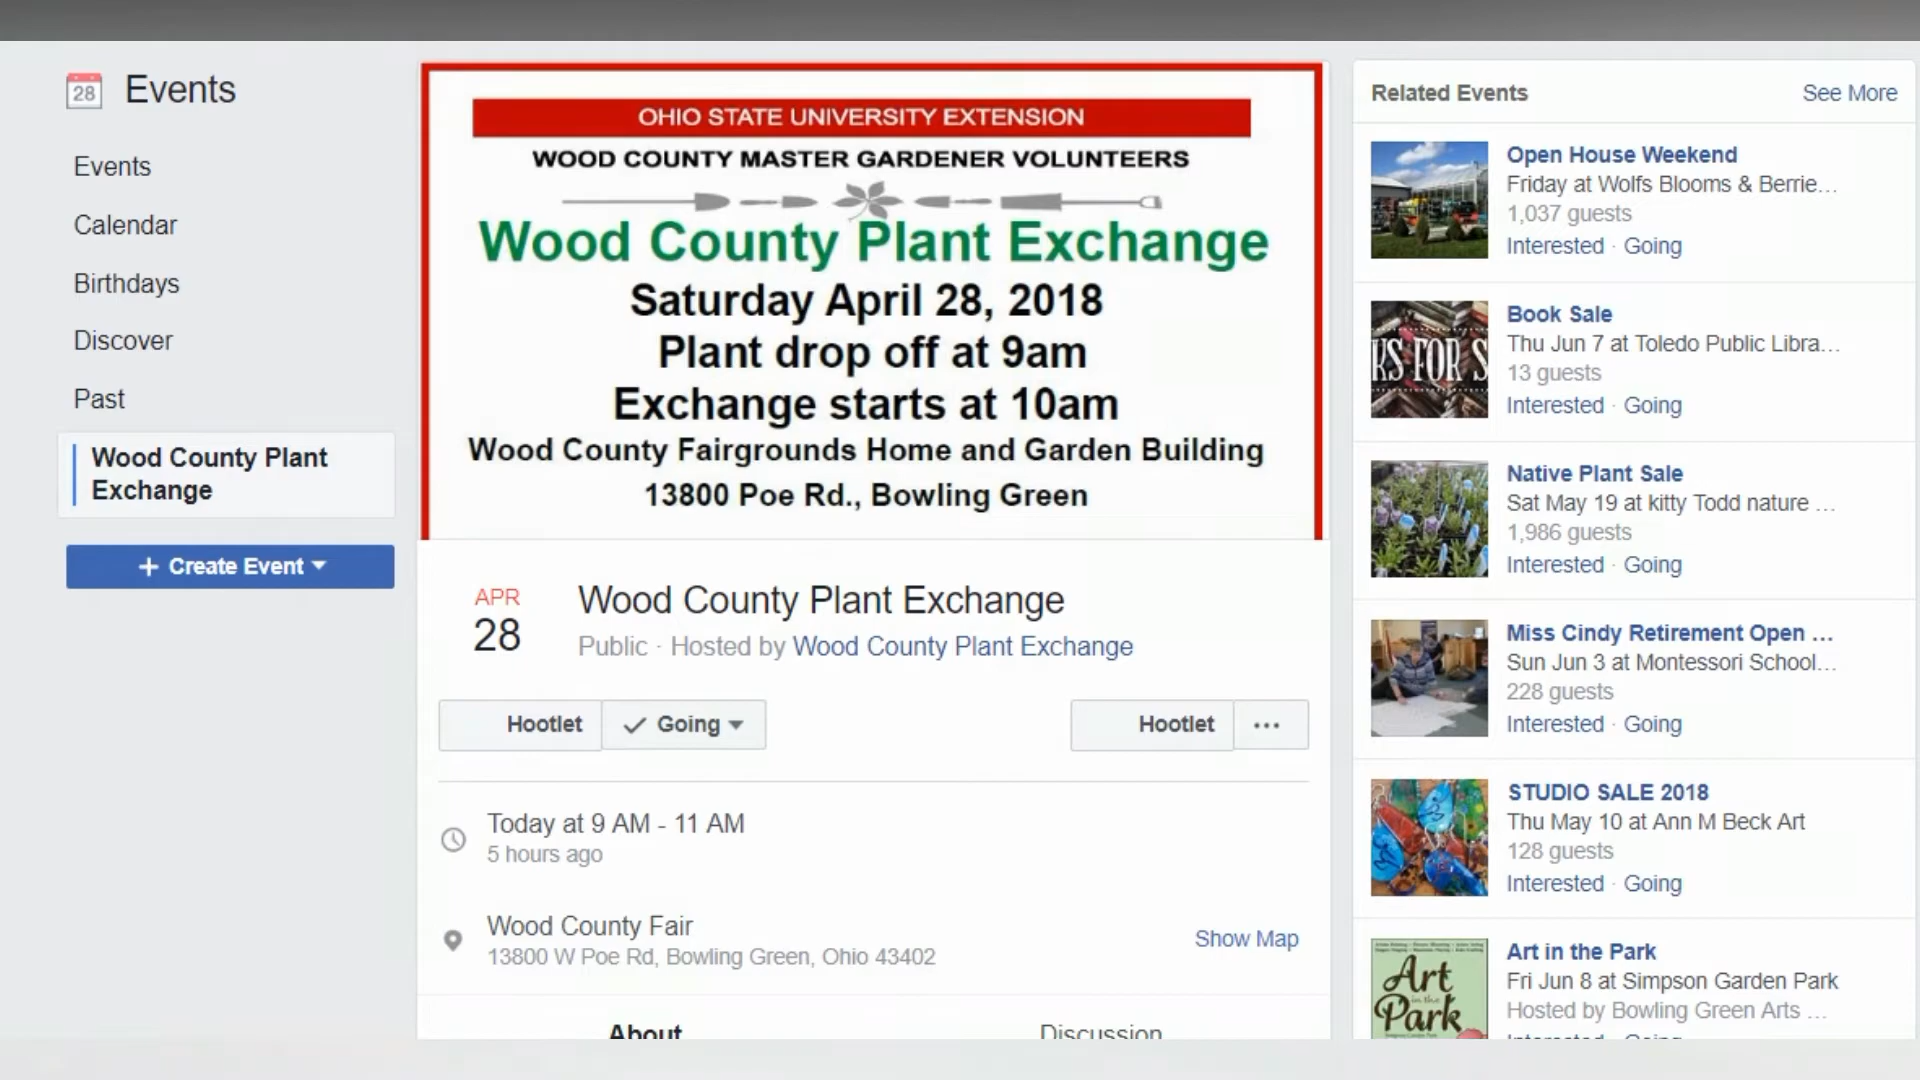 28
Events
Events
Calendar
Birthdays
Discover
Past
Wood County Plant
Exchange
+ Create Event
OHIO STATE UNIVERSITY EXTENSION
WOOD COUNTY MASTER GARDENER VOLUNTEERS
Wood County Plant Exchange
Saturday April 28, 2018
Plant drop off at 9am
Exchange starts at 10am
Wood County Fairgrounds Home and Garden Building
13800 Poe Rd., Bowling Green
APR
28
Wood County Plant Exchange
Public · Hosted by Wood County Plant Exchange
Hootlet
Going
Hootlet
...
Today at 9 AM - 11 AM
5 hours ago
Wood County Fair
13800 W Poe Rd, Bowling Green, Ohio 43402
Show Map
About
Discussion
Related Events
See More
Open House Weekend
Friday at Wolfs Blooms & Berrie...
1,037 guests
Interested · Going
KS FOR S
Book Sale
Thu Jun 7 at Toledo Public Libra...
13 guests
Interested · Going
Native Plant Sale
Sat May 19 at kitty Todd nature ...
1,986 guests
Interested · Going
Miss Cindy Retirement Open ...
Sun Jun 3 at Montessori School...
228 guests
Interested · Going
STUDIO SALE 2018
Thu May 10 at Ann M Beck Art
128 guests
Interested · Going
Art
in the
Park
Art in the Park
Fri Jun 8 at Simpson Garden Park
Hosted by Bowling Green Arts ...
Interested · Going